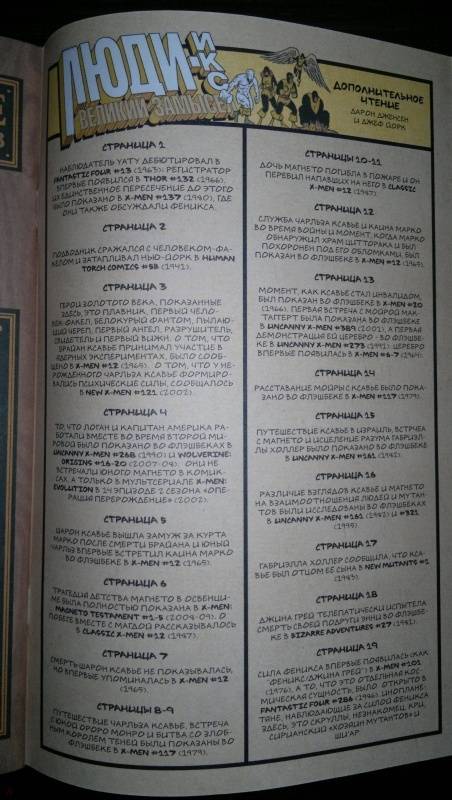 ЛЮДИ-
ИКС
ВЕЛИКИЙ ЗАМЫСЕЛ
ДОПОЛНИТЕЛЬНОЕ
ЧТЕНИЕ
ДАРОН ДЖЕНСЕН
И ДЖЕФ ЙОРК
СТРАНИЦА 1
НАБЛЮДАТЕЛЬ УАТУ ДЕБЮТИРОВАЛ В
FANTASTIC FOUR #13 (1963); РЕГИСТРАТОР
ВПЕРВЫЕ ПОЯВИЛСЯ В THOR #132 (1966).
ИХ ЕДИНСТВЕННОЕ ПЕРЕСЕЧЕНИЕ ДО ЭТОГО
БЫЛО ПОКАЗАНО В X-MEN #137 (1980), ГДЕ
ОНИ ТАКЖЕ ОБСУЖДАЛИ ФЕНИКСА.
СТРАНИЦА 2
ПОДВОДНИК СРАЖАЛСЯ С ЧЕЛОВЕКОМ-ФА-
КЕЛОМ И ЗАТАПЛИВАЛ НЬЮ-ЙОРК В HUMAN
TORCH COMICS #5B (1941).
СТРАНИЦА 3
ГЕРОИ ЗОЛОТОГО ВЕКА, ПОКАЗАННЫЕ
ЗДЕСЬ, ЭТО ПЛАВНИК, ПЕРВЫЙ ЧЕЛО-
ВЕК-ФАКЕЛ, БЕЛОКУРЫЙ ФАНТОМ, ПЫЛАЮ-
ЩИЙ ЧЕРЕП, ПЕРВЫЙ АНГЕЛ, РАЗРУШИТЕЛЬ,
СВИДЕТЕЛЬ И ПЕРВЫЙ ВИЖН. О ТОМ, ЧТО
БРАЙАН КСАВЬЕ ПРИНИМАЛ УЧАСТИЕ В
ЯДЕРНЫХ ЭКСПЕРИМЕНТАХ, БЫЛО СООБ-
ЩЕНО В X-MEN #12 (1965). О ТОМ, ЧТО У НЕ-
РОЖДЕННОГО ЧАРЛЬЗА КСАВЬЕ ФОРМИРО-
ВАЛИСЬ ПСИХИЧЕСКИЕ СИЛЫ, СООБЩАЛОСЬ
В NEW X-MEN #121 (2002).
СТРАНИЦА 4
ТО, ЧТО ЛОГАН И КАПИТАН АМЕРИКА РА-
БОТАЛИ ВМЕСТЕ ВО ВРЕМЯ ВТОРОЙ МИ-
РОВОЙ БЫЛО ПОКАЗАНО ВО ФЛЭШБЕКАХ В
UNCANNY X-MEN #268 (1990) И WOLVERINE:
ORIGINS #16-20 (2007-08). ОНИ НЕ
ВСТРЕЧАЛИ ЮНОГО МАГНЕТО В КОМИК-
САХ, А ТОЛЬКО В МУЛЬТСЕРИАЛЕ X-MEN:
EVOLUTION В 14 ЭПИЗОДЕ 2 СЕЗОНА «ОПЕ-
РАЦИЯ ПЕРЕРОЖДЕНИЕ» (2002).
СТРАНИЦА 5
ШАРОН КСАВЬЕ ВЫШЛА ЗАМУЖ ЗА КУРТА
МАРКО ПОСЛЕ СМЕРТИ БРАЙАНА И ЮНЫЙ
ЧАРЛЬЗ ВПЕРВЫЕ ВСТРЕТИЛ КАИНА МАРКО
ВО ФЛЭШБЕКЕ В X-MEN #12 (1965).
СТРАНИЦА 6
ТРАГЕДИЯ ДЕТСТВА МАГНЕТО В ОСВЕНЦИ-
МЕ БЫЛА ПОЛНОСТЬЮ ПОКАЗАНА В X-MEN:
MAGNETO TESTAMENT #1-5 (2008-09). О
ПОБЕГЕ ВМЕСТЕ С МАГДОЙ РАССКАЗЫВАЛОСЬ
В CLASSIC X-MEN #12 (1987).
СТРАНИЦА 7
СМЕРТЬ ШАРОН КСАВЬЕ НЕ ПОКАЗЫВАЛАСЬ,
НО ВПЕРВЫЕ УПОМИНАЛАСЬ В X-MEN #12
(1965).
СТРАНИЦЫ 8-9
ПУТЕШЕСТВИЕ ЧАРЛЬЗА КСАВЬЕ, ВСТРЕЧА
С ЮНОЙ ОРОРО МОНРО И БИТВА СО ЗЛОБ-
НЫМ КОРОЛЕМ ТЕНЕЙ БЫЛИ ПОКАЗАНЫ ВО
ФЛЭШБЕКЕ В X-MEN #117 (1979).
СТРАНИЦЫ 10-11
ДОЧЬ МАГНЕТО ПОГИБЛА В ПОЖАРЕ И ОН
ПЕРЕБИЛ НАПАВШИХ НА НЕГО В CLASSIC
X-MEN #12 (1987).
СТРАНИЦА 12
СЛУЖБА ЧАРЛЬЗА КСАВЬЕ И КАИНА МАРКО
ВО ВРЕМЯ ВОЙНЫ И МОМЕНТ, КОГДА МАРКО
ОБНАРУЖИЛ ХРАМ ЦИТТОРАКА И БЫЛ
ПОХОРОНЕН ПОД ЕГО ОБЛОМКАМИ, БЫЛ
ПОКАЗАН ВО ФЛЭШБЕКЕ В X-MEN #12 (1965).
СТРАНИЦА 13
МОМЕНТ, КАК КСАВЬЕ СТАЛ ИНВАЛИДОМ,
БЫЛ ПОКАЗАН ВО ФЛЭШБЕКЕ В X-MEN #20
(1966). ПЕРВАЯ ВСТРЕЧА С МОЙРОЙ МАК-
ТАГГЕРТ БЫЛА ПОКАЗАНА ВО ФЛЭШБЕКЕ
В UNCANNY X-MEN #389 (2001), А ПЕРВАЯ
ДЕМОНСТРАЦИЯ ЕЙ ЦЕРЕБРО - ВО ФЛЭШБЕ-
КЕ В UNCANNY X-MEN #273 (1991). ЦЕРЕБРО
ВПЕРВЫЕ ПОЯВИЛАСЬ В X-MEN #6-7 (1964).
СТРАНИЦА 14
РАССТАВАНИЕ МОЙРЫ И КСАВЬЕ БЫЛО ПОКА-
ЗАНО ВО ФЛЭШБЕКЕ В X-MEN #117 (1979).
СТРАНИЦА 15
ПУТЕШЕСТВИЕ КСАВЬЕ В ИЗРАИЛЬ, ВСТРЕЧА
С МАГНЕТО И ИСЦЕЛЕНИЕ РАЗУМА ГАБРИЭЛ-
ЛЫ ХОЛЛЕР БЫЛО ПОКАЗАНО ВО ФЛЭШБЕКЕ
В UNCANNY X-MEN #161 (1982).
СТРАНИЦА 16
РАЗЛИЧИЕ ВЗГЛЯДОВ КСАВЬЕ И МАГНЕТО
НА ВЗАИМООТНОШЕНИЯ ЛЮДЕЙ И МУТАН-
ТОВ БЫЛИ ИССЛЕДОВАНЫ ВО ФЛЭШБЕКАХ
В UNCANNY X-MEN #161 (1982) И #321
(1995).
СТРАНИЦА 17
ГАБРИЭЛЛА ХОЛЛЕР СООБЩИЛА, ЧТО КСА-
ВЬЕ БЫЛ ОТЦОМ ЕЕ СЫНА В NEW MUTANTS #1
(1983).
СТРАНИЦА 18
ДЖИНА ГРЕЙ ТЕЛЕПАТИЧЕСКИ ИСПЫТАЛА
СМЕРТЬ СВОЕЙ ПОДРУГИ ЭННИ ВО ФЛЭШБЕ-
КЕ В BIZARRE ADVENTURES #27 (1981).
СТРАНИЦА 19
СИЛА ФЕНИКСА ВПЕРВЫЕ ПОЯВИЛАСЬ (КАК
"ФЕНИКС/ДЖИНА ГРЕЙ") В X-MEN #101
(1976), А ТО, ЧТО ЭТО ОТДЕЛЬНАЯ КОС-
МИЧЕСКАЯ СУЩНОСТЬ, БЫЛО ОТКРЫТО В
FANTASTIC FOUR #286 (1986). ИНОПЛАНЕ-
ТЯНЕ, НАБЛЮДАЮЩИЕ ЗА СИЛОЙ ФЕНИКСА
ЗДЕСЬ, ЭТО СКРУЛЛЫ, НЕЗНАКОМЕЦ, КРИ,
СИРИАНСКИЙ «ХОЗЯИН МУТАНТОВ» И
ШИ'АР.